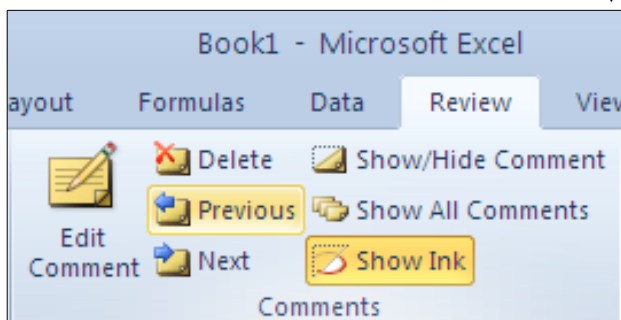 Book1 - Microsoft Excel
ayout Formulas Data Review View
Delete Show/Hide Comment
Previous Show All Comments
Edit
Comment Next Show Ink
Comments